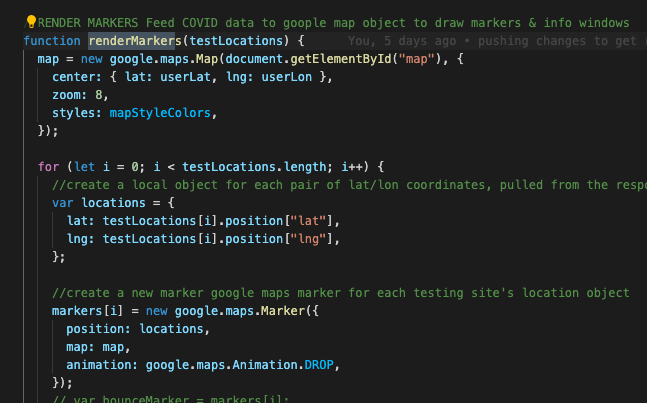 /RENDER MARKERS Feed COVID data to goople map object to draw markers & info windows
function renderMarkers(testLocations) {      You, 5 days ago • pushing changes to get
  map = new google.maps.Map(document.getElementById("map"), {
    center: { lat: userLat, lng: userLon },
    zoom: 8,
    styles: mapStyleColors,
  });
  for (let i = 0; i < testLocations.length; i++) {
    //create a local object for each pair of lat/lon coordinates, pulled from the respo
    var locations = {
      lat: testLocations[i].position["lat"],
      lng: testLocations[i].position["lng"],
    };
    //create a new marker google maps marker for each testing site's location object
    markers[i] = new google.maps.Marker({
      position: locations,
      map: map,
      animation: google.maps.Animation.DROP,
    });
    // var bounceMarker = markers[i];